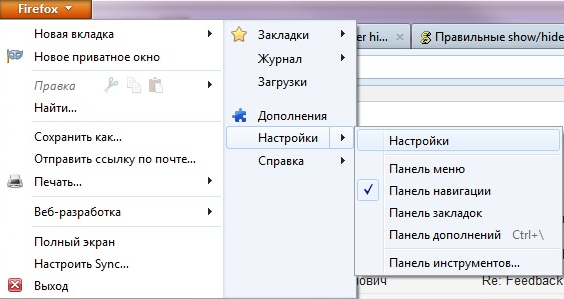 Firefox
Новая вкладка
Новое приватное окно
Правка
Найти...
Сохранить как...
Отправить ссылку по почте...
Печать...
Веб-разработка
Полный экран
Настроить Sync...
Выход
Закладки
Журнал
Загрузки
Дополнения
Настройки
Справка
Настройки
Панель меню
Панель навигации
Панель закладок
Панель дополнений Ctrl+\
Панель инструментов...
er hi...
Правильные show/hide
ович
Re: Feedback